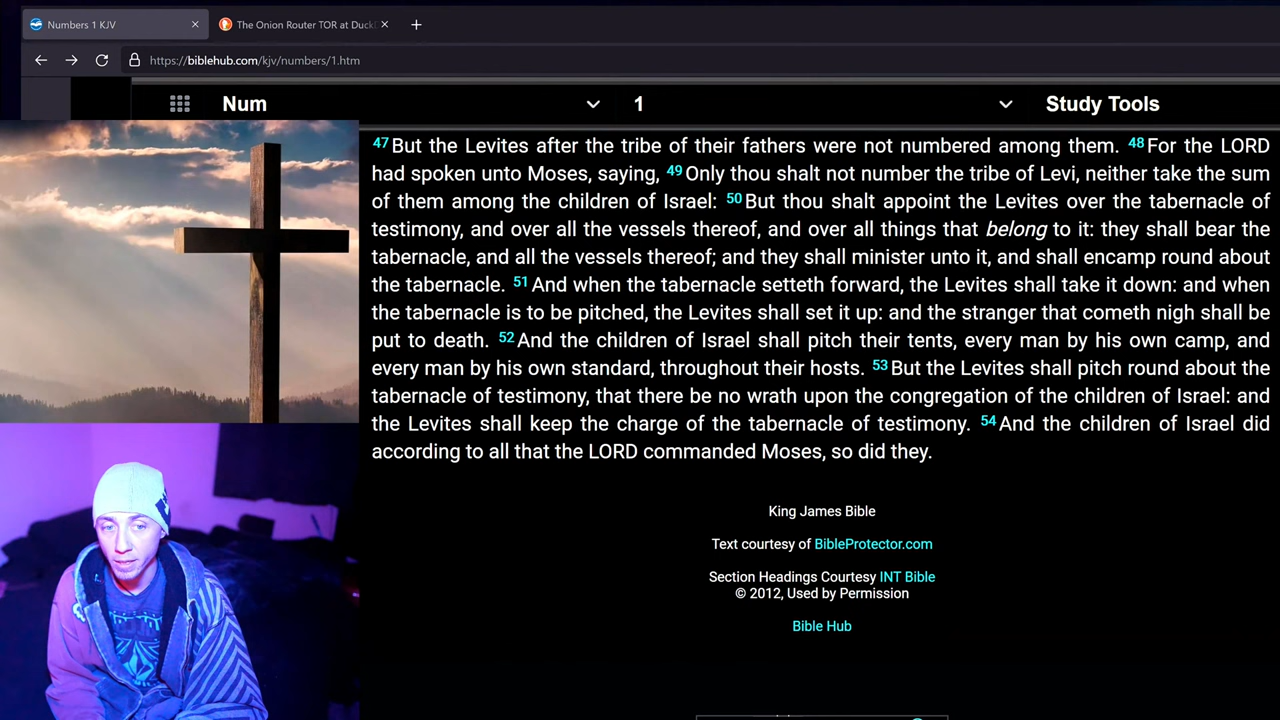 Numbers 1 KJV
The Onion Router TOR at Duck
https://biblehub.com/kjv/numbers/1.htm
Num 1 Study Tools
47 But the Levites after the tribe of their fathers were not numbered among them. 48 For the LORD
had spoken unto Moses, saying, 49 Only thou shalt not number the tribe of Levi, neither take the sum
of them among the children of Israel: 50 But thou shalt appoint the Levites over the tabernacle of
testimony, and over all the vessels thereof, and over all things that belong to it: they shall bear the
tabernacle, and all the vessels thereof; and they shall minister unto it, and shall encamp round about
the tabernacle. 51 And when the tabernacle setteth forward, the Levites shall take it down: and when
the tabernacle is to be pitched, the Levites shall set it up: and the stranger that cometh nigh shall be
put to death. 52 And the children of Israel shall pitch their tents, every man by his own camp, and
every man by his own standard, throughout their hosts. 53 But the Levites shall pitch round about the
tabernacle of testimony, that there be no wrath upon the congregation of the children of Israel: and
the Levites shall keep the charge of the tabernacle of testimony. 54 And the children of Israel did
according to all that the LORD commanded Moses, so did they.
King James Bible
Text courtesy of BibleProtector.com
Section Headings Courtesy INT Bible
© 2012, Used by Permission
Bible Hub